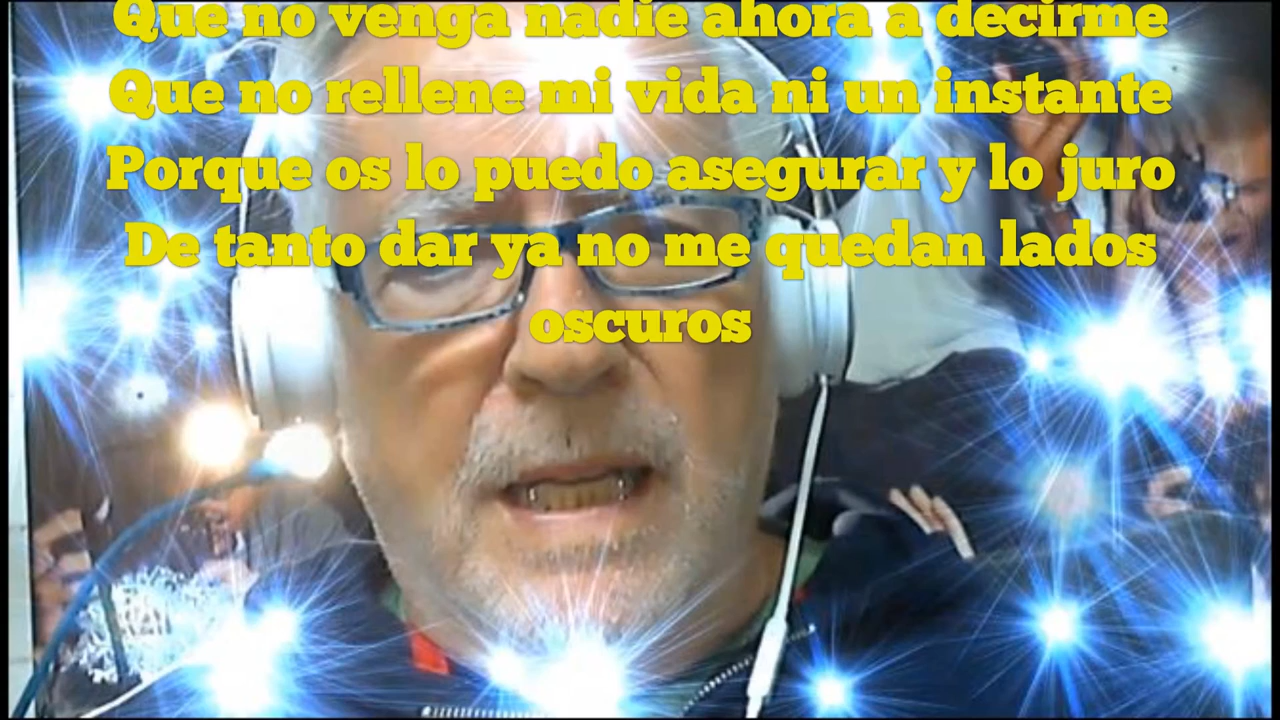 Que no venga nadie ahora a decirme
Que no rellene mi vida ni un instante
Porque os lo puedo asegurar y lo juro
De tanto dar ya no me quedan lados
oscuros